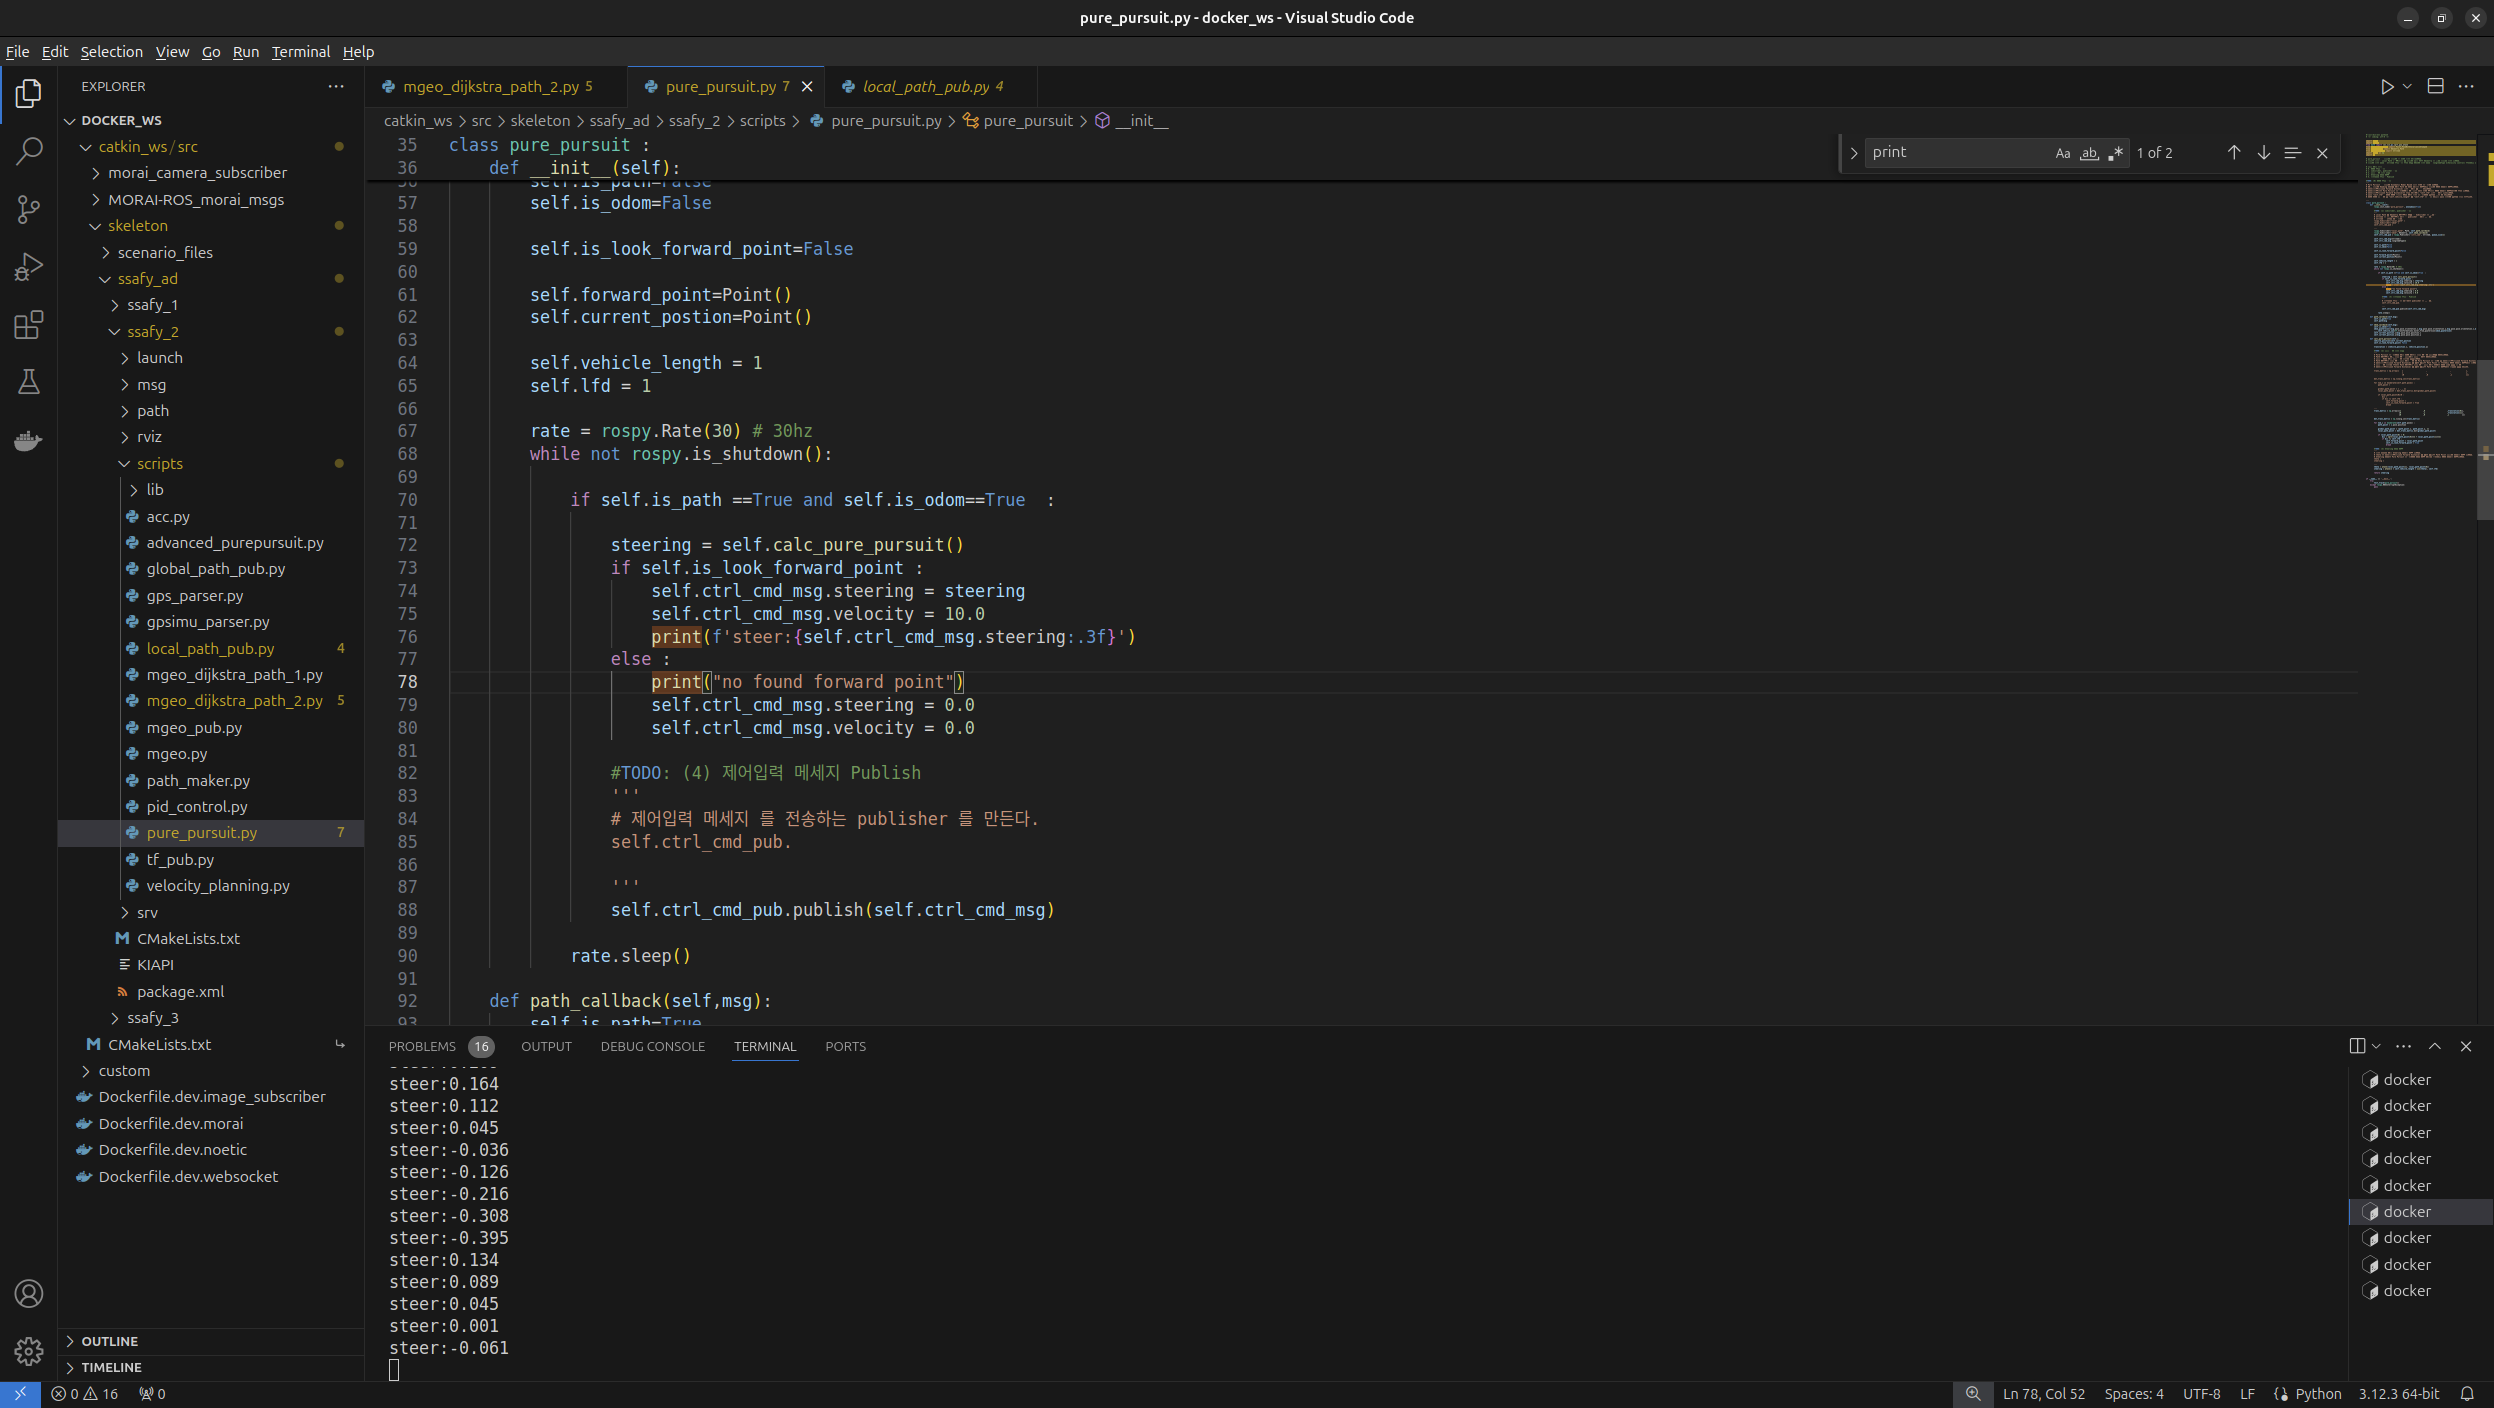 pure_pursuit.py - docker_ws - Visual Studio Code
File Edit Selection View Go Run Terminal Help
EXPLORER
DOCKER_WS
catkin_ws/src
morai_camera_subscriber
MORAI-ROS_morai_msgs
skeleton
scenario_files
ssafy_ad
ssafy_1
ssafy_2
launch
msg
path
rviz
scripts
lib
acc.py
advanced_purepursuit.py
global_path_pub.py
gps_parser.py
gpsimu_parser.py
local_path_pub.py 4
mgeo_dijkstra_path_1.py
mgeo_dijkstra_path_2.py 5
mgeo_pub.py
mgeo.py
path_maker.py
pid_control.py
pure_pursuit.py 7
tf_pub.py
velocity_planning.py
srv
CMakeLists.txt
KIAPI
package.xml
ssafy_3
CMakeLists.txt
custom
Dockerfile.dev.image_subscriber
Dockerfile.dev.morai
Dockerfile.dev.noetic
Dockerfile.dev.websocket
OUTLINE
TIMELINE
mgeo_dijkstra_path_2.py 5 pure_pursuit.py 7 local_path_pub.py 4
catkin_ws > src > skeleton > ssafy_ad > ssafy_2 > scripts > pure_pursuit.py > pure_pursuit > __init__
print Aa ab .* 1 of 2
35 class pure_pursuit :
36 def __init__(self):
56 self.is_path=False
57 self.is_odom=False
58
59 self.is_look_forward_point=False
60
61 self.forward_point=Point()
62 self.current_postion=Point()
63
64 self.vehicle_length = 1
65 self.lfd = 1
66
67 rate = rospy.Rate(30) # 30hz
68 while not rospy.is_shutdown():
69
70 if self.is_path ==True and self.is_odom==True  :
71
72 steering = self.calc_pure_pursuit()
73 if self.is_look_forward_point :
74 self.ctrl_cmd_msg.steering = steering
75 self.ctrl_cmd_msg.velocity = 10.0
76 print(f'steer:{self.ctrl_cmd_msg.steering:.3f}')
77 else :
78 print("no found forward point")
79 self.ctrl_cmd_msg.steering = 0.0
80 self.ctrl_cmd_msg.velocity = 0.0
81
82 #TODO: (4) 제어입력 메세지 Publish
83 '''
84 # 제어입력 메세지 를 전송하는 publisher 를 만든다.
85 self.ctrl_cmd_pub.
86
87 '''
88 self.ctrl_cmd_pub.publish(self.ctrl_cmd_msg)
89
90 rate.sleep()
91
92 def path_callback(self,msg):
93 self.is_path=True
PROBLEMS 16 OUTPUT DEBUG CONSOLE TERMINAL PORTS
steer:0.164
steer:0.112
steer:0.045
steer:-0.036
steer:-0.126
steer:-0.216
steer:-0.308
steer:-0.395
steer:0.134
steer:0.089
steer:0.045
steer:0.001
steer:-0.061
docker
docker
docker
docker
docker
docker
docker
docker
docker
0 16 0 Ln 78, Col 52 Spaces: 4 UTF-8 LF Python 3.12.3 64-bit